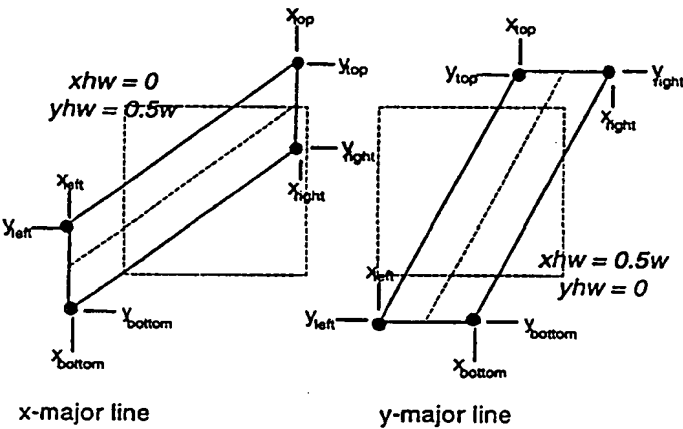 xop
ytop
xhw = 0
yhw = 0.5w
xleft
yleft
yright
xright
ybottom
xbottom
x-major line
xtop
ytop
yright
xright
xleft
xhw = 0.5w
yhw = 0
yleft
ybottom
xbottom
y-major line